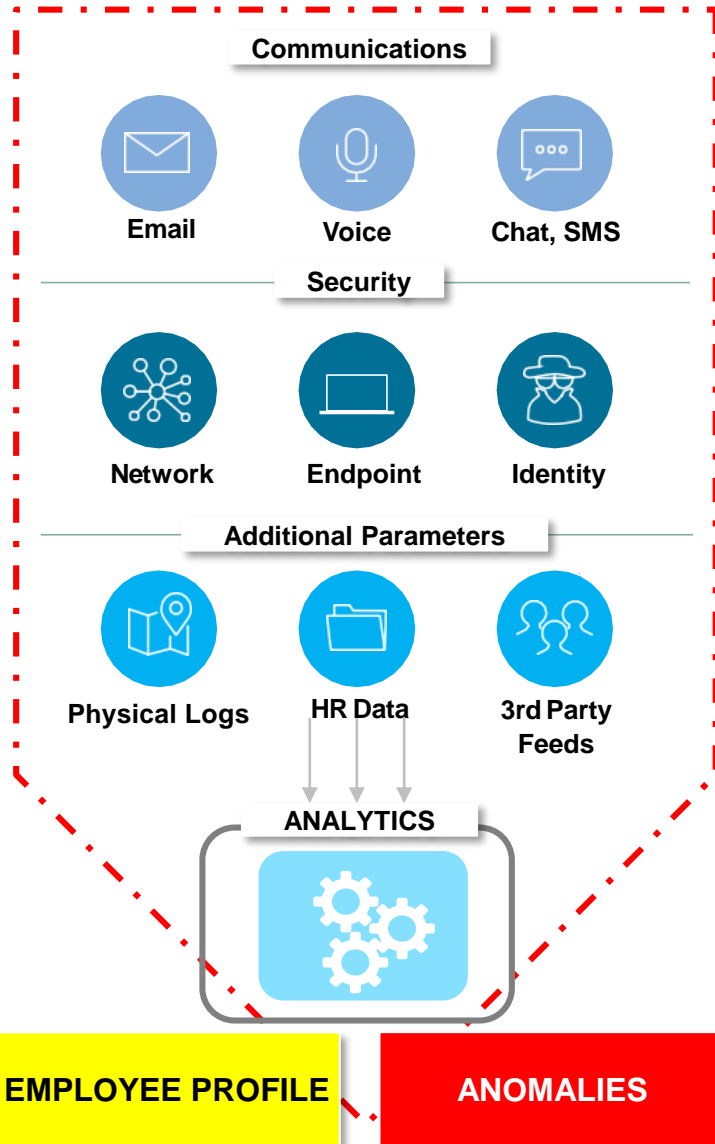 Communications
Email
Voice
Chat, SMS
Security
Network
Endpoint
Identity
Additional Parameters
Physical Logs
HR Data
3rd Party
Feeds
ANALYTICS
EMPLOYEE PROFILE
ANOMALIES